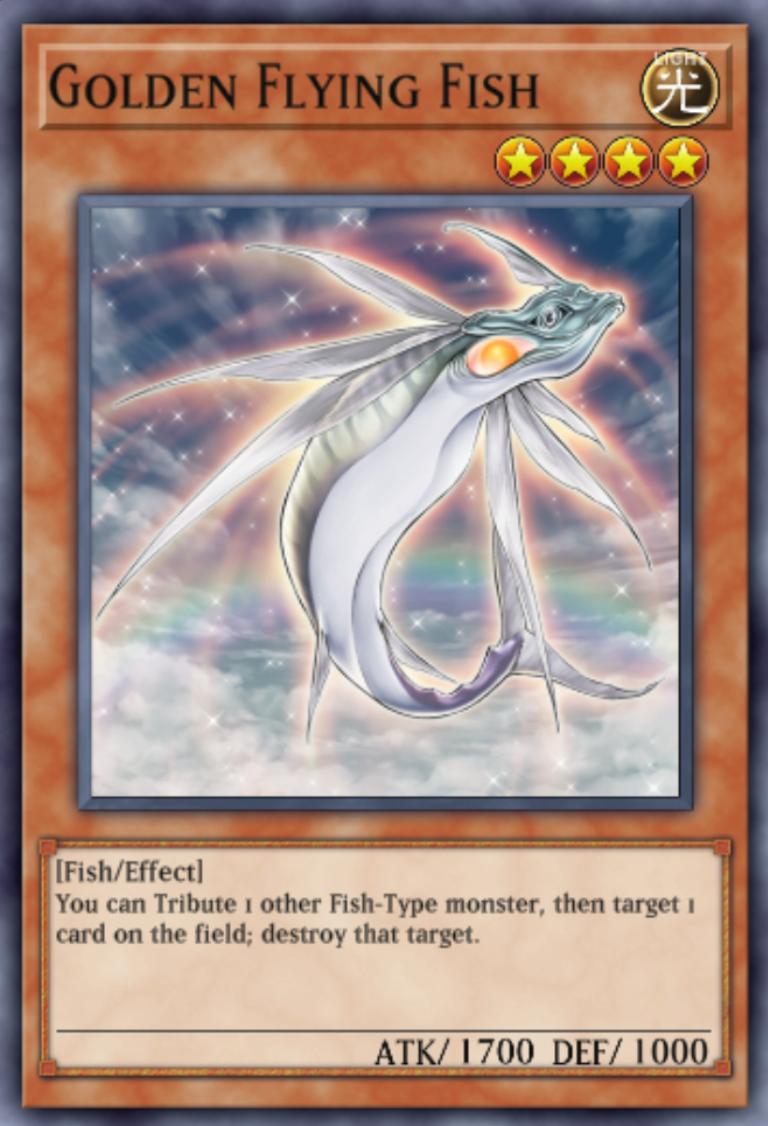 Golden Flying Fish
LIGHT
光
[Fish/Effect]
You can Tribute 1 other Fish-Type monster, then target 1
card on the field; destroy that target.
ATK/ 1700 DEF/ 1000